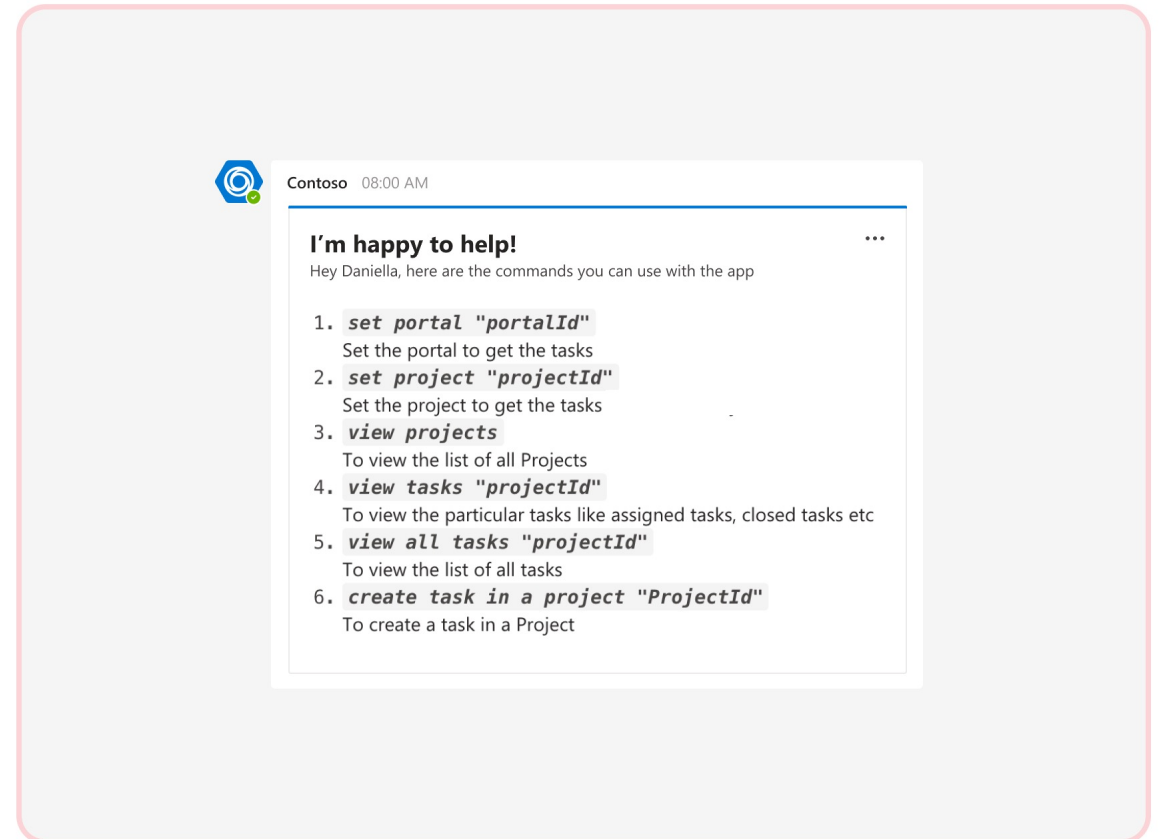 Contoso 08:00 AM
I'm happy to help!
Hey Daniella, here are the commands you can use with the app
1. set portal "portalId"
Set the portal to get the tasks
2. set project "projectId"
Set the project to get the tasks
3. view projects
To view the list of all Projects
4. view tasks "projectId"
To view the particular tasks like assigned tasks, closed tasks etc
5. view all tasks "projectId"
To view the list of all tasks
6. create task in a project "ProjectId"
To create a task in a Project